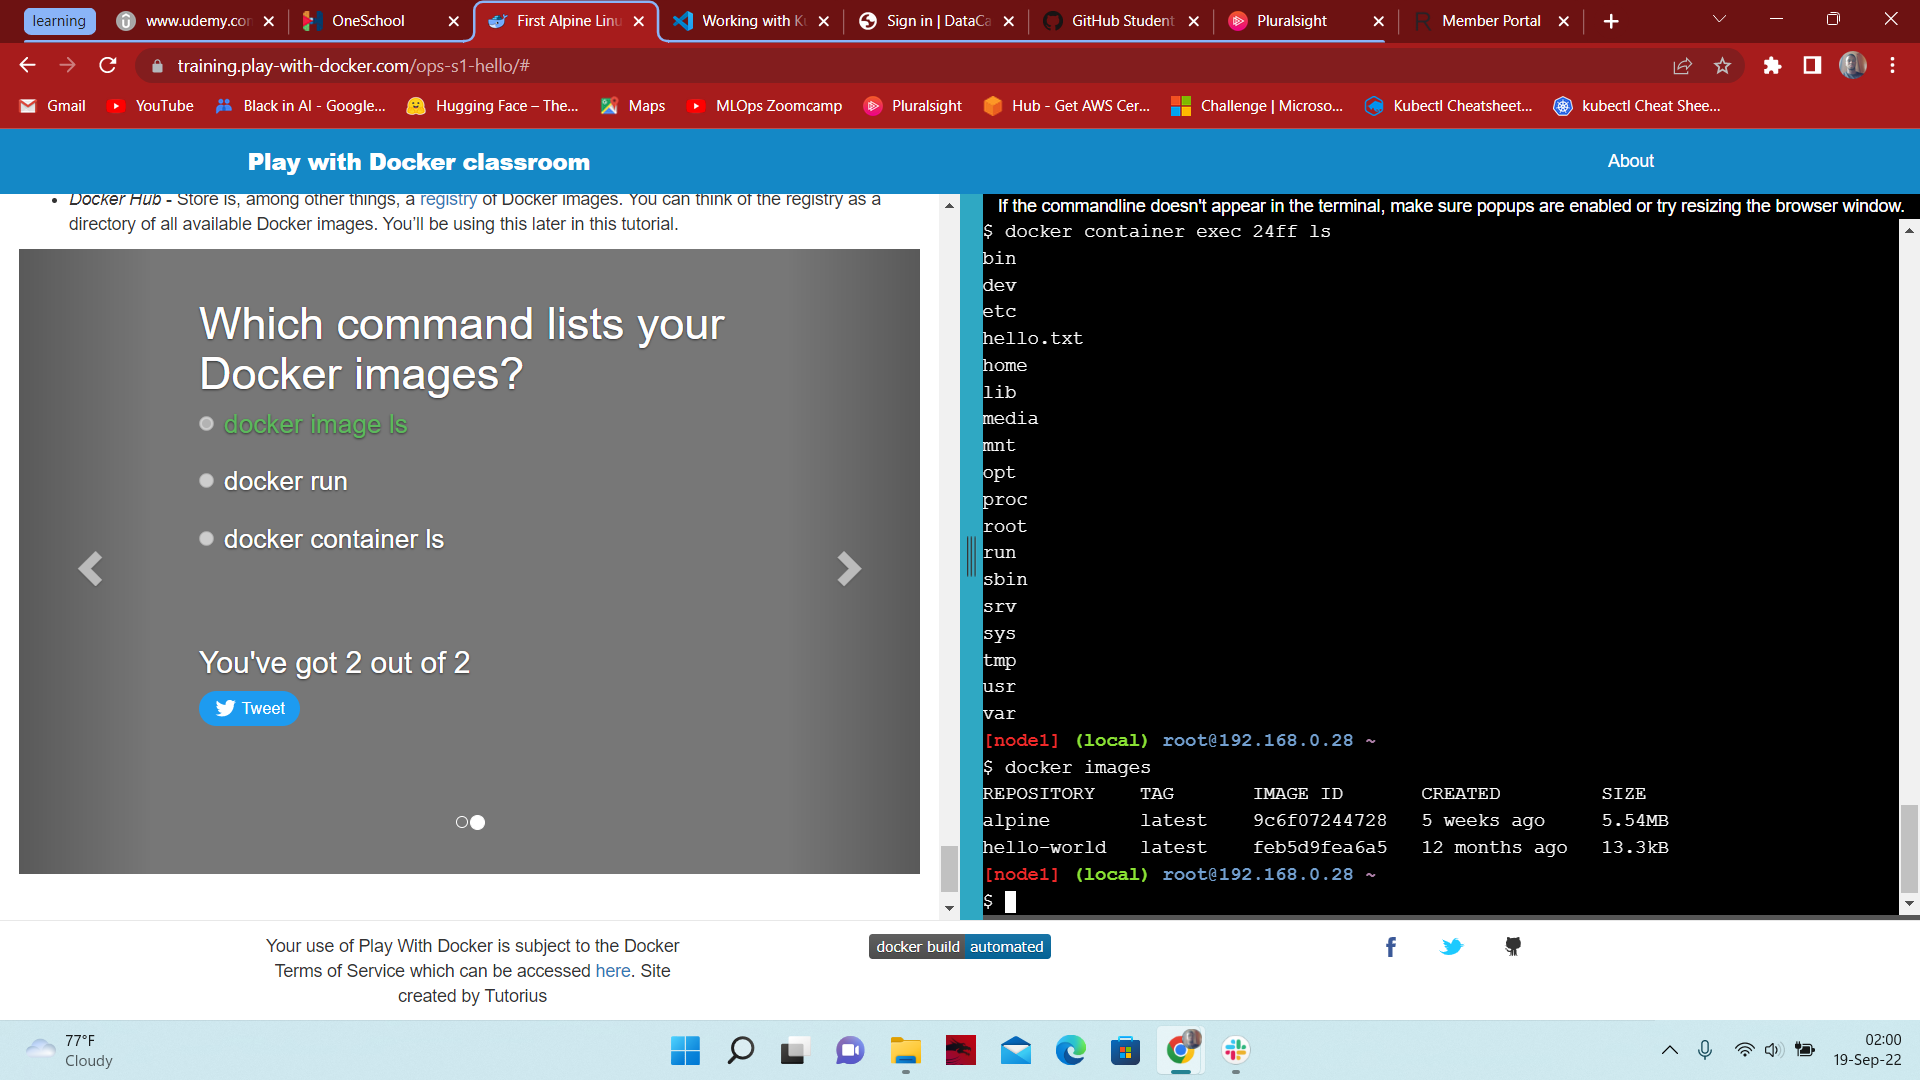 learning
www.udemy.con
OneSchool
First Alpine Linu
Working with Ku
Sign in | DataCa
GitHub Student
Pluralsight
Member Portal
training.play-with-docker.com/ops-s1-hello/#
Gmail
YouTube
Black in AI - Google...
Hugging Face – The...
Maps
MLOps Zoomcamp
Pluralsight
Hub - Get AWS Cer...
Challenge | Microso...
Kubectl Cheatsheet...
kubectl Cheat Shee...
Play with Docker classroom
About
Docker Hub - Store is, among other things, a registry of Docker images. You can think of the registry as a
directory of all available Docker images. You’ll be using this later in this tutorial.
Which command lists your
Docker images?
docker image ls
docker run
docker container ls
You've got 2 out of 2
Tweet
If the commandline doesn't appear in the terminal, make sure popups are enabled or try resizing the browser window.
$ docker container exec 24ff ls
bin
dev
etc
hello.txt
home
lib
media
mnt
opt
proc
root
run
sbin
srv
sys
tmp
usr
var
[node1] (local) root@192.168.0.28 ~
$ docker images
REPOSITORY TAG IMAGE ID CREATED SIZE
alpine latest 9c6f07244728 5 weeks ago 5.54MB
hello-world latest feb5d9fea6a5 12 months ago 13.3kB
[node1] (local) root@192.168.0.28 ~
$
Your use of Play With Docker is subject to the Docker
Terms of Service which can be accessed here. Site
created by Tutorius
docker build automated
77°F
Cloudy
02:00
19-Sep-22